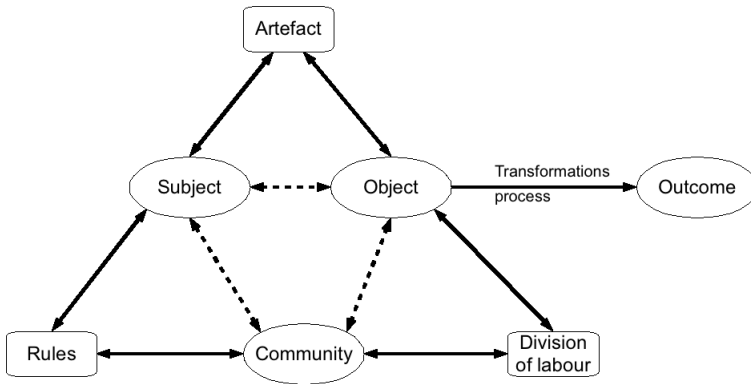 Artefact
Subject
Object
Transformations
process
Outcome
Rules
Community
Division
of labour